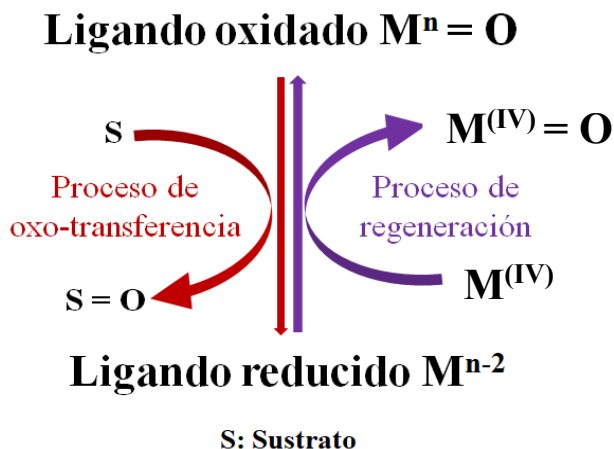 Ligando oxidado Mⁿ = O
S
M⁽ᴵⱽ⁾ = O
Proceso de
oxo-transferencia
Proceso de
regeneración
S = O
M⁽ᴵⱽ⁾
Ligando reducido Mⁿ⁻²
S: Sustrato